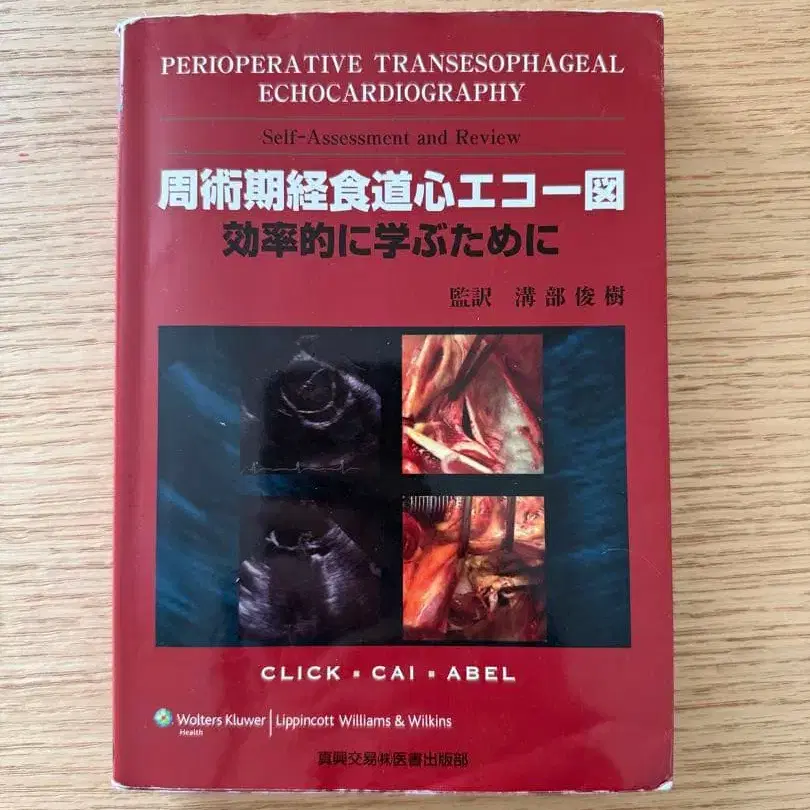 PERIOPERATIVE TRANSESOPHAGEAL
ECHOCARDIOGRAPHY
Self-Assessment and Review
周術期経食道心エコー図
効率的に学ぶために
監訳 溝部俊樹
CLICK ▪ CAI ▪ ABEL
Wolters Kluwer | Lippincott Williams & Wilkins
Health
真興交易㈱医書出版部